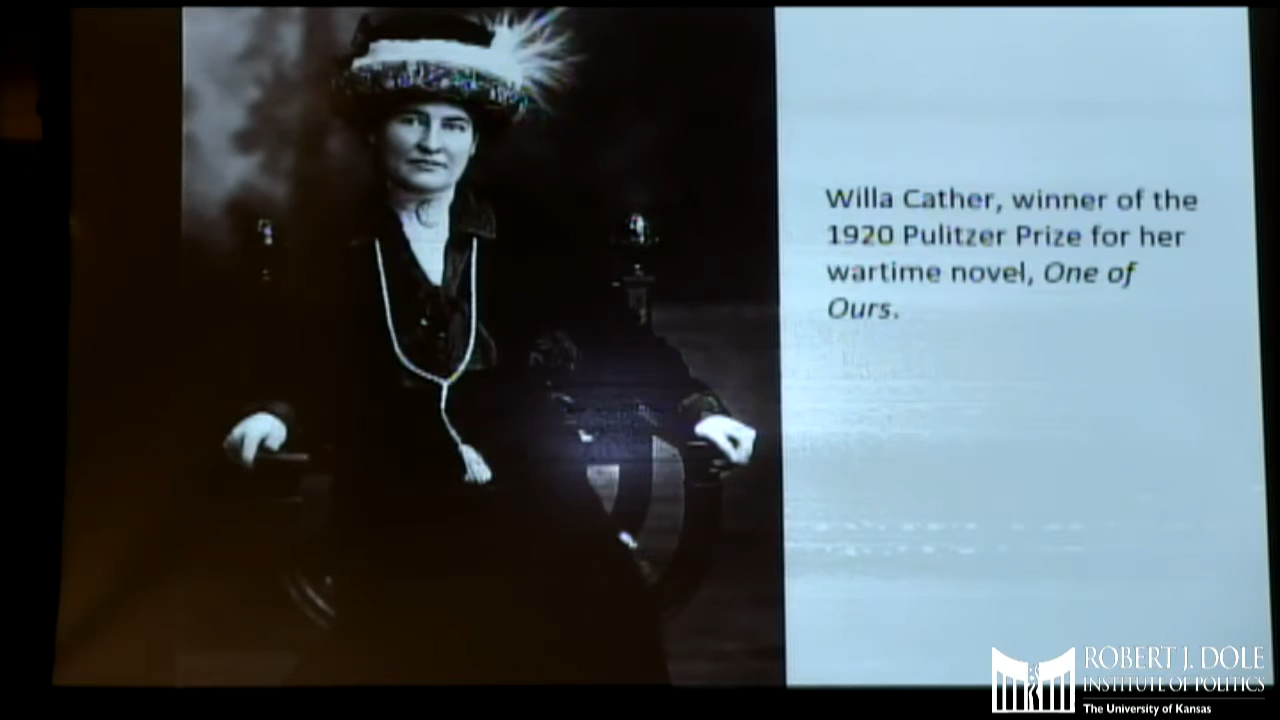 Willa Cather, winner of the
1920 Pulitzer Prize for her
wartime novel, One of
Ours.
ROBERT J. DOLE
INSTITUTE OF POLITICS
The University of Kansas